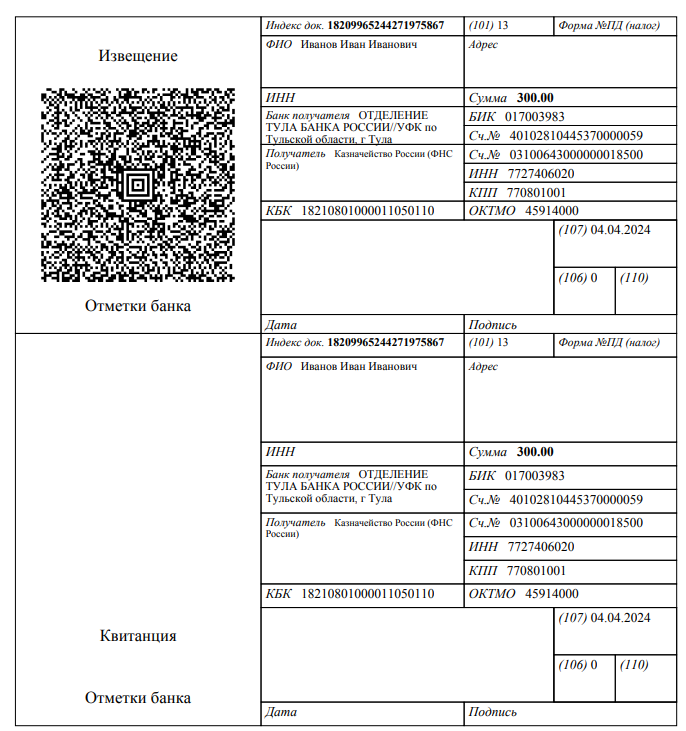 Извещение
Отметки банка
Индекс док. 18209965244271975867
(101) 13
Форма №ПД (налог)
ФИО Иванов Иван Иванович
Адрес
ИНН
Сумма 300.00
Банк получателя ОТДЕЛЕНИЕ
ТУЛА БАНКА РОССИИ//УФК по
Тульской области, г Тула
БИК 017003983
Сч.№ 40102810445370000059
Получатель Казначейство России (ФНС
России)
Сч.№ 03100643000000018500
ИНН 7727406020
КПП 770801001
КБК 18210801000011050110
ОКТМО 45914000
(107) 04.04.2024
(106) 0
(110)
Дата
Подпись
Квитанция
Отметки банка
Индекс док. 18209965244271975867
(101) 13
Форма №ПД (налог)
ФИО Иванов Иван Иванович
Адрес
ИНН
Сумма 300.00
Банк получателя ОТДЕЛЕНИЕ
ТУЛА БАНКА РОССИИ//УФК по
Тульской области, г Тула
БИК 017003983
Сч.№ 40102810445370000059
Получатель Казначейство России (ФНС
России)
Сч.№ 03100643000000018500
ИНН 7727406020
КПП 770801001
КБК 18210801000011050110
ОКТМО 45914000
(107) 04.04.2024
(106) 0
(110)
Дата
Подпись